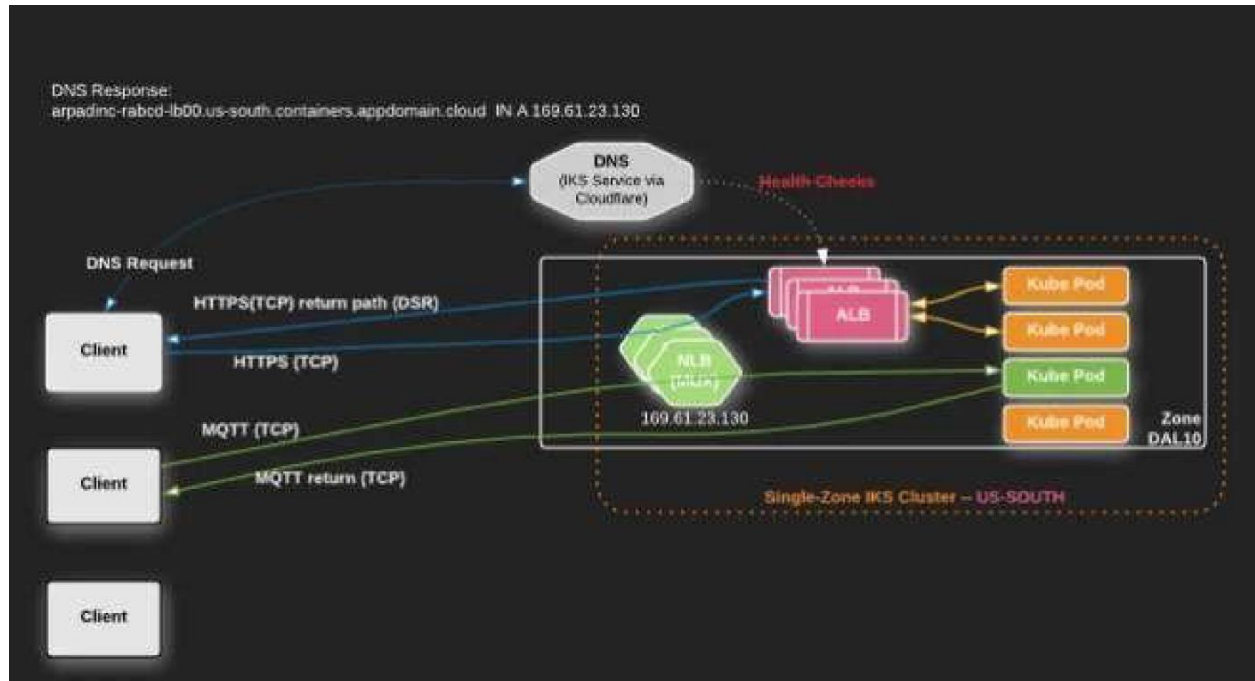 DNS Response:
arpadinc-rabcd-lb00.us-south.containers.appdomain.cloud IN A 169.61.23.130
DNS
(IKS Service via
Cloudflare)
Health Checks
DNS Request
HTTPS(TCP) return path (DSR)
HTTPS (TCP)
MQTT (TCP)
MQTT return (TCP)
Client
Client
Client
ALB
ALB
NLB
(MUX)
169.61.23.130
Kube Pod
Kube Pod
Kube Pod
Kube Pod
Zone
DAL10
Single-Zone IKS Cluster – US-SOUTH